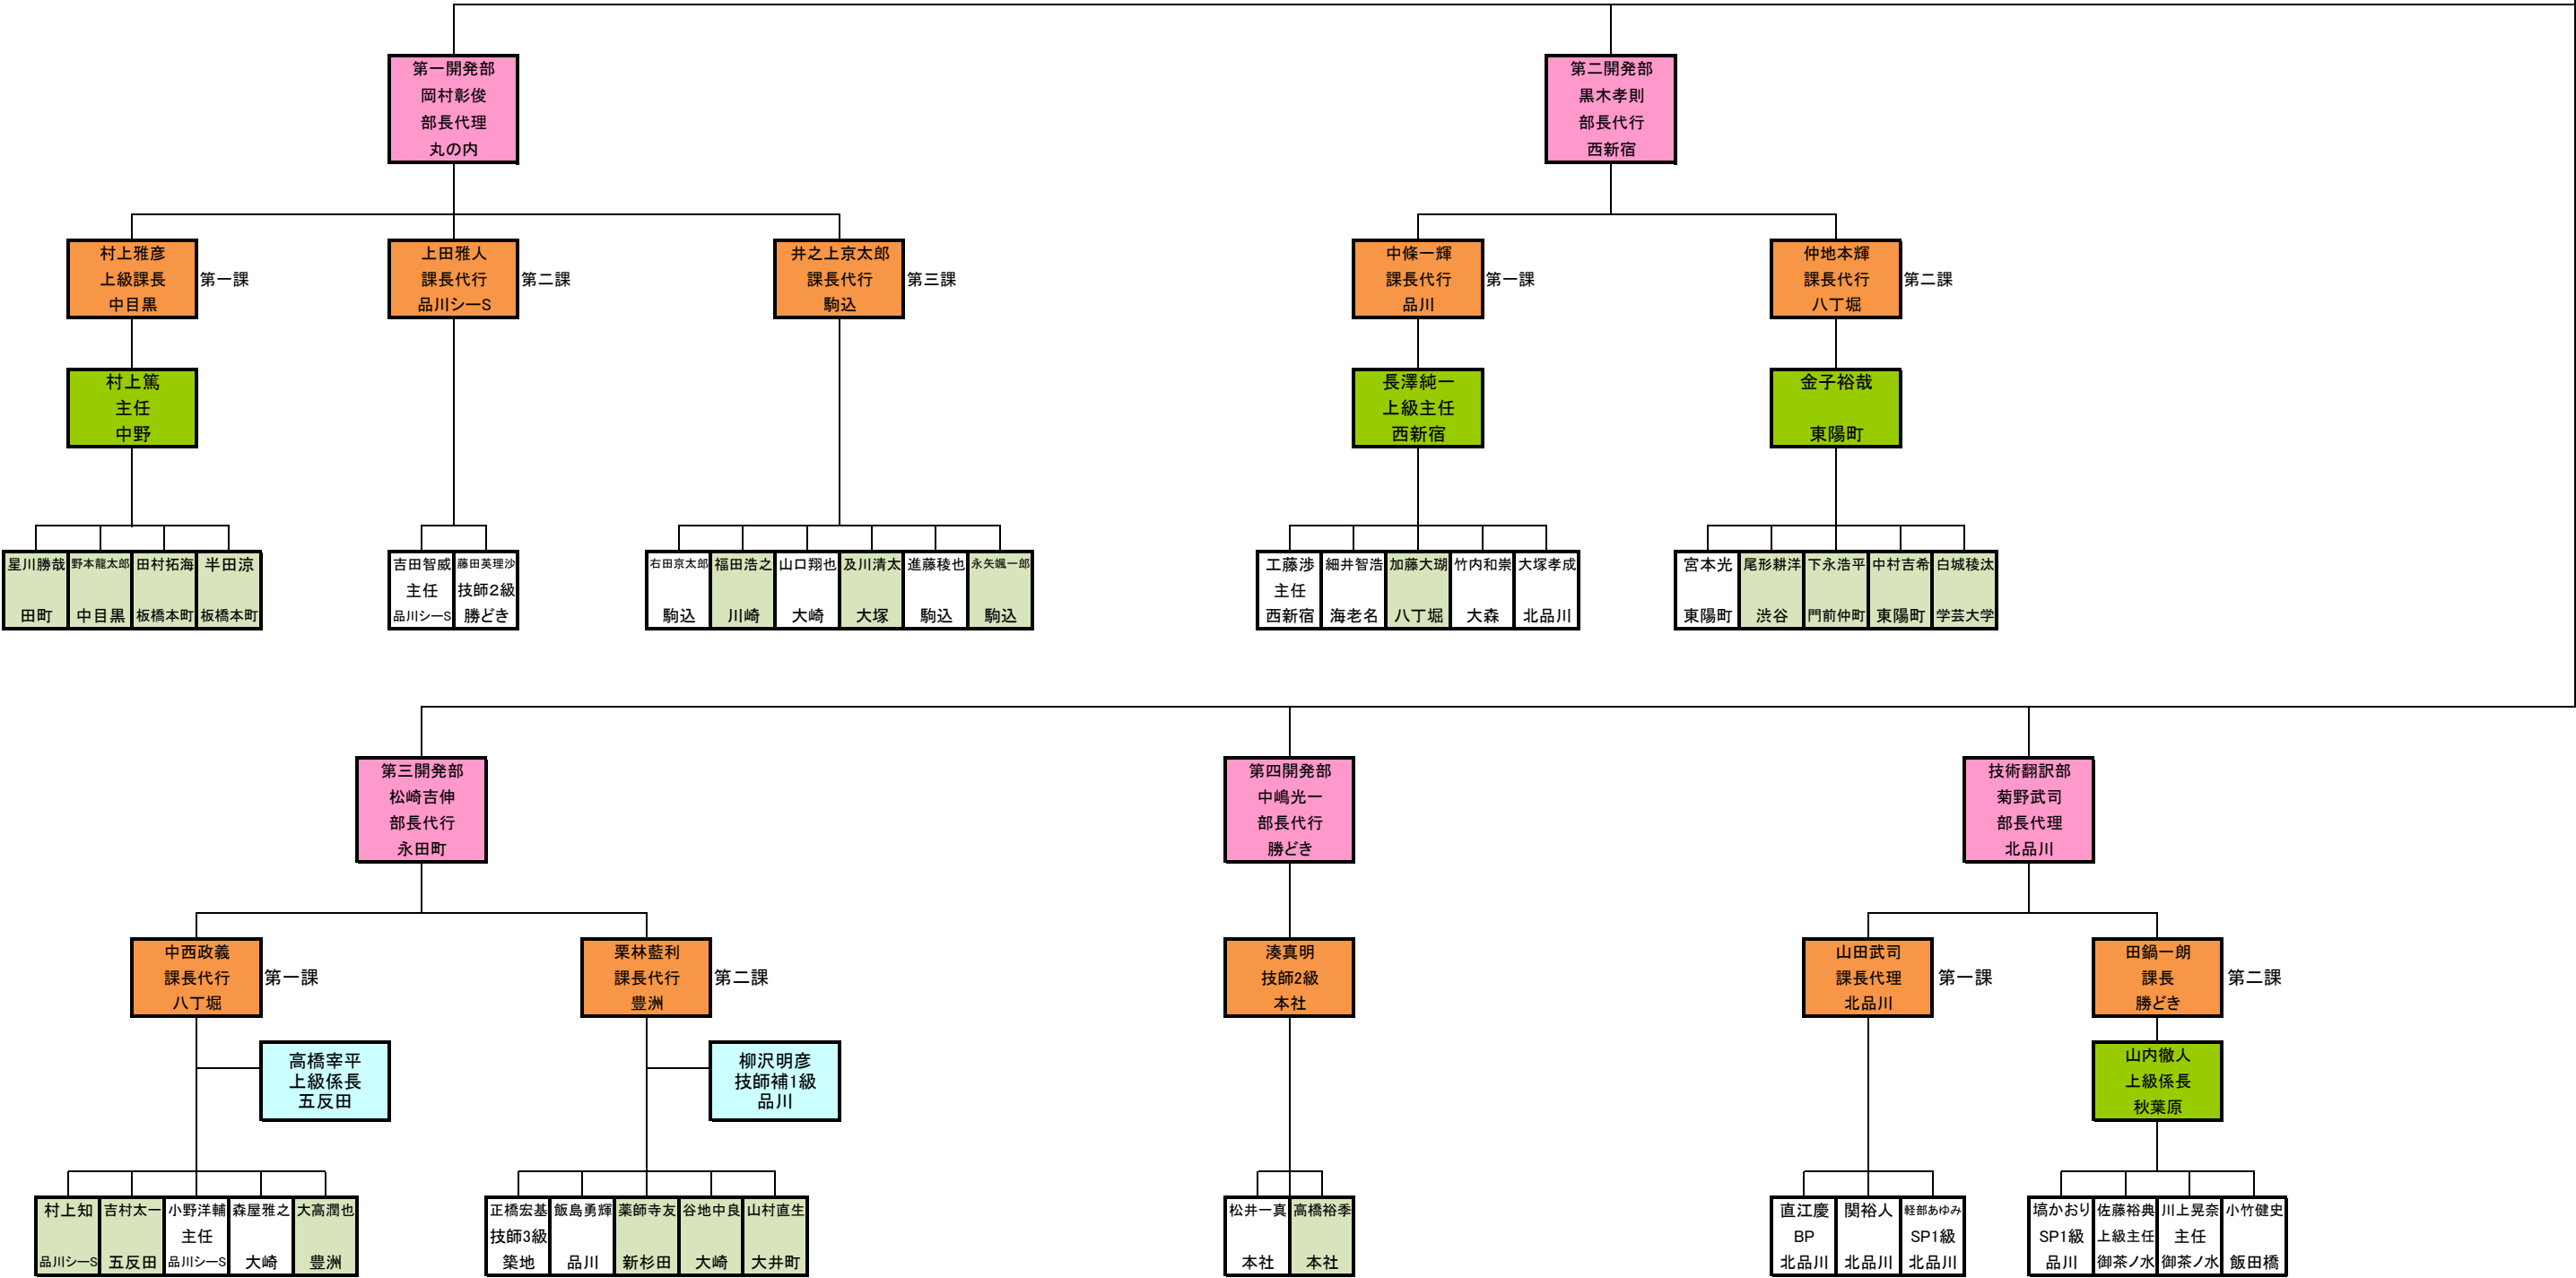 第一開発部
岡村彰俊
部長代理
丸の内
第二開発部
黒木孝則
部長代行
西新宿
村上雅彦
上級課長
中目黒
第一課
上田雅人
課長代行
品川シーS
第二課
井之上京太郎
課長代行
駒込
第三課
中條一輝
課長代行
品川
第一課
仲地本輝
課長代行
八丁堀
第二課
村上篤
主任
中野
長澤純一
上級主任
西新宿
金子裕哉
東陽町
星川勝哉
田町
野本龍太郎
中目黒
田村拓海
板橋本町
半田涼
板橋本町
吉田智威
主任
品川シーS
藤田英理沙
技師２級
勝どき
右田京太郎
駒込
福田浩之
川崎
山口翔也
大崎
及川清太
大塚
進藤稜也
駒込
永矢颯一郎
駒込
工藤渉
主任
西新宿
細井智浩
海老名
加藤大瑚
八丁堀
竹内和崇
大森
大塚孝成
北品川
宮本光
東陽町
尾形耕洋
渋谷
下永浩平
門前仲町
中村吉希
東陽町
白城稜汰
学芸大学
第三開発部
松崎吉伸
部長代行
永田町
第四開発部
中嶋光一
部長代行
勝どき
技術翻訳部
菊野武司
部長代理
北品川
中西政義
課長代行
八丁堀
第一課
栗林藍利
課長代行
豊洲
第二課
湊真明
技師2級
本社
山田武司
課長代理
北品川
第一課
田鍋一朗
課長
勝どき
第二課
高橋宰平
上級係長
五反田
柳沢明彦
技師補1級
品川
山内徹人
上級係長
秋葉原
村上知
品川シーS
吉村太一
五反田
小野洋輔
主任
品川シーS
森屋雅之
大崎
大高潤也
豊洲
正橋宏基
技師3級
築地
飯島勇輝
品川
薬師寺友
新杉田
谷地中良
大崎
山村直生
大井町
松井一真
本社
高橋裕季
本社
直江慶
BP
北品川
関裕人
北品川
軽部あゆみ
SP1級
北品川
塙かおり
SP1級
品川
佐藤裕典
上級主任
御茶ノ水
川上晃奈
主任
御茶ノ水
小竹健史
飯田橋